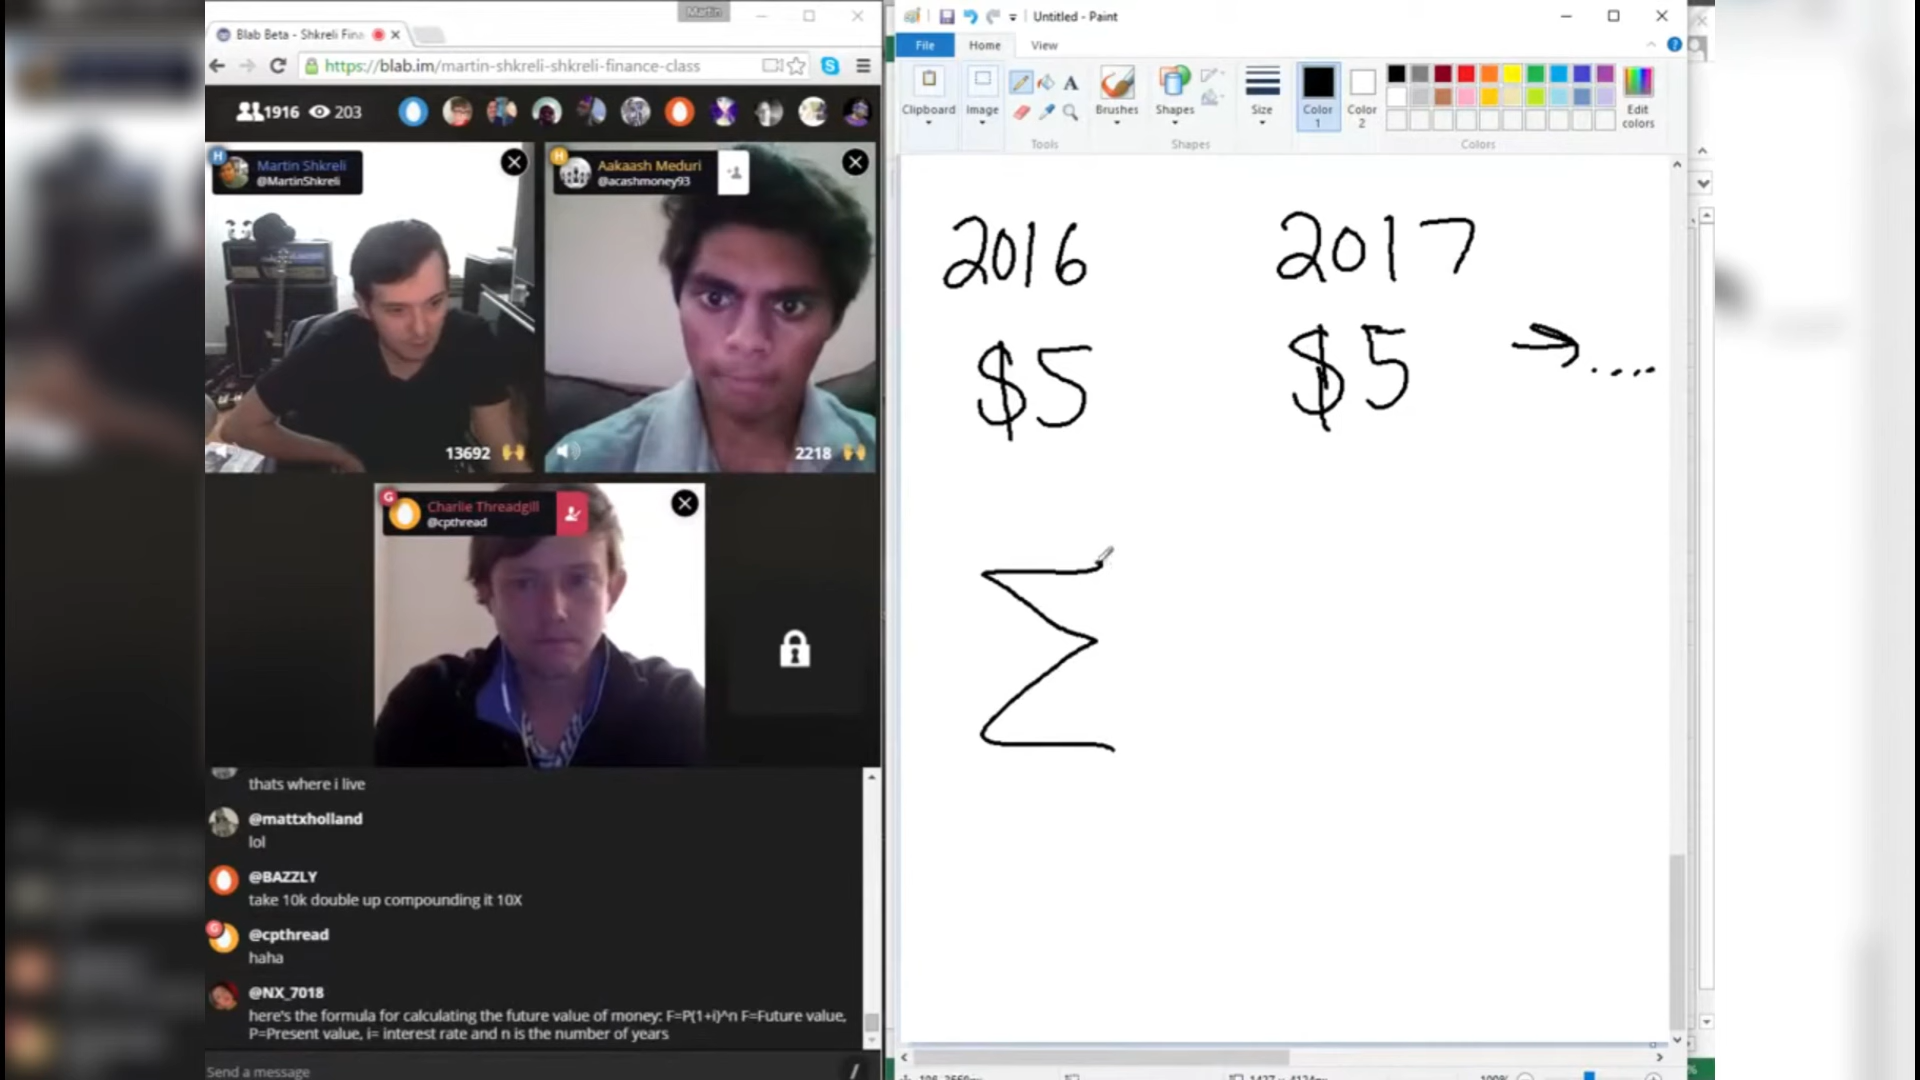 Martin
Blab Beta - Shkreli Fina
https://blab.im/martin-shkreli-shkreli-finance-class
1916 203
H
Martin Shkreli
@MartinShkreli
13692
H
Aakaash Meduri
@acashmoney93
2218
G
Charlie Threadgill
@cpthread
thats where i live
@mattxholland
lol
@BAZZLY
take 10k double up compounding it 10X
G
@cpthread
haha
@NX_7018
here's the formula for calculating the future value of money: F=P(1+i)^n F=Future value,
P=Present value, i= interest rate and n is the number of years
Send a message /
Untitled - Paint
File Home View
Clipboard
Image
Tools
Brushes
Shapes
Shapes
Size
Color
1
Color
2
Edit
colors
Colors
2016 2017
$5 $5 → ....
Σ
100%